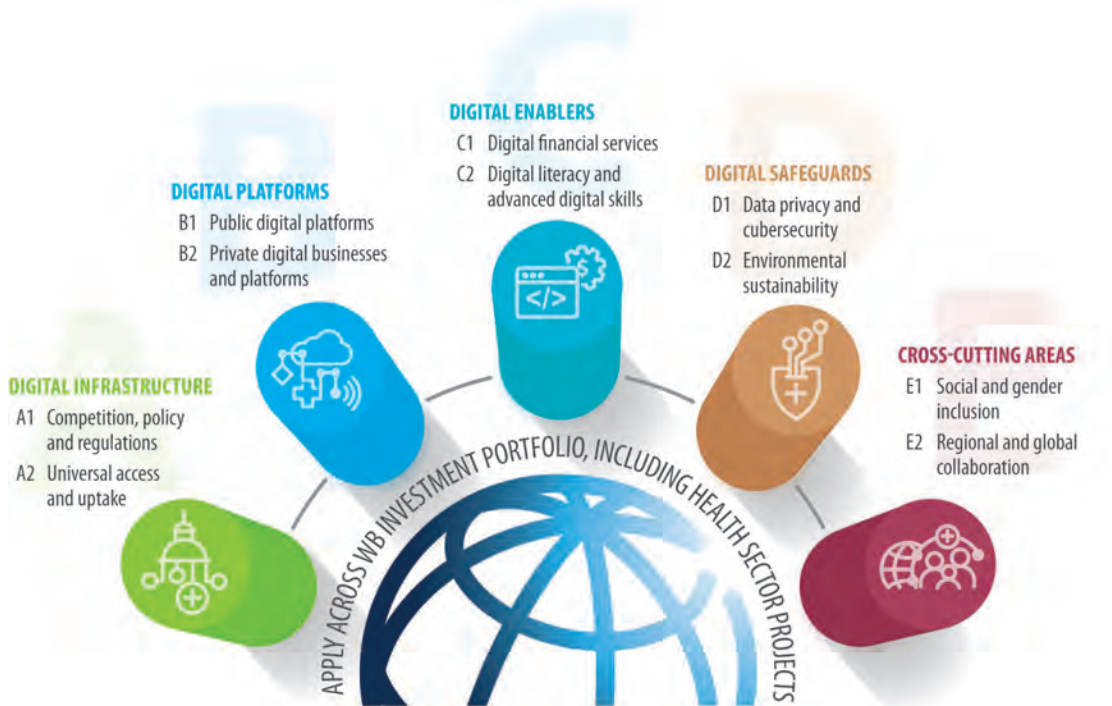 DIGITAL INFRASTRUCTURE
A1 Competition, policy
and regulations
A2 Universal access
and uptake
DIGITAL PLATFORMS
B1 Public digital platforms
B2 Private digital businesses
and platforms
DIGITAL ENABLERS
C1 Digital financial services
C2 Digital literacy and
advanced digital skills
DIGITAL SAFEGUARDS
D1 Data privacy and
cubersecurity
D2 Environmental
sustainability
CROSS-CUTTING AREAS
E1 Social and gender
inclusion
E2 Regional and global
collaboration
$
</>
APPLY ACROSS WB INVESTMENT PORTFOLIO, INCLUDING HEALTH SECTOR PROJECTS
A
B
C
D
E